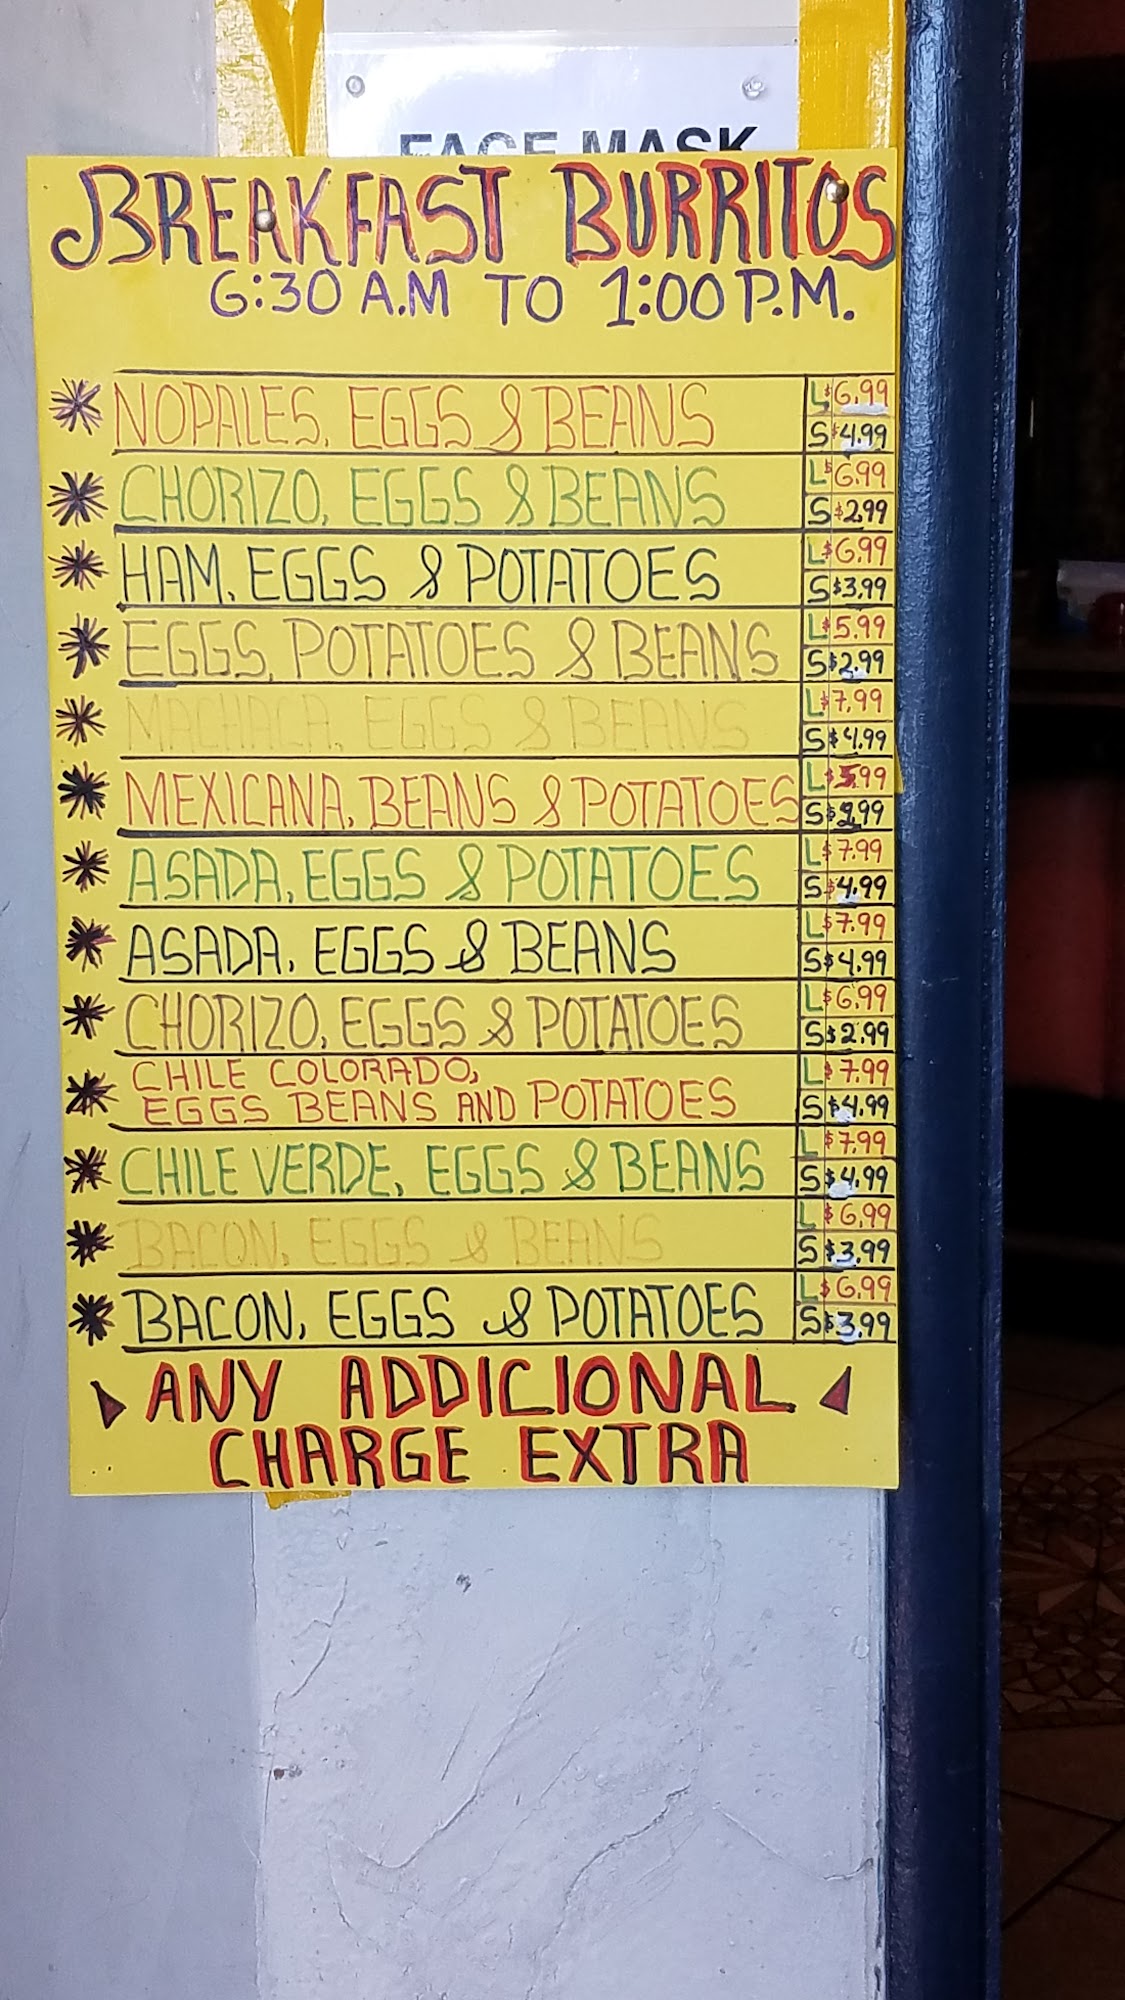 FACE MASK
BREAKFAST BURRITOS
6:30 A.M TO 1:00 P.M.
NOPALES, EGGS & BEANS L $6.99
S $4.99
CHORIZO, EGGS & BEANS L $6.99
S $2.99
HAM, EGGS & POTATOES L $6.99
S $3.99
EGGS, POTATOES & BEANS L $5.99
S $2.99
MACHACA, EGGS & BEANS L $7.99
S $4.99
MEXICANA, BEANS & POTATOES L $5.99
S $2.99
ASADA, EGGS & POTATOES L $7.99
S $4.99
ASADA, EGGS & BEANS L $7.99
S $4.99
CHORIZO, EGGS & POTATOES L $6.99
S $2.99
CHILE COLORADO, L $7.99
EGGS BEANS AND POTATOES S $4.99
CHILE VERDE, EGGS & BEANS L $7.99
S $4.99
BACON, EGGS & BEANS L $6.99
S $3.99
BACON, EGGS & POTATOES L $6.99
S $3.99
ANY ADDICIONAL
CHARGE EXTRA